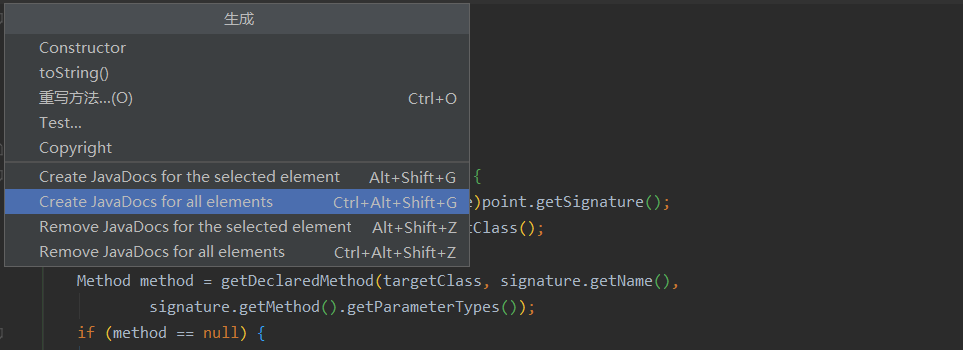 生成
Constructor
toString()
重写方法...(O) Ctrl+O
Test...
Copyright
Create JavaDocs for the selected element Alt+Shift+G
{
Create JavaDocs for all elements Ctrl+Alt+Shift+G
e)point.getSignature();
Remove JavaDocs for the selected element Alt+Shift+Z
tClass();
Remove JavaDocs for all elements Ctrl+Alt+Shift+Z
Method method = getDeclaredMethod(targetClass, signature.getName(),
signature.getMethod().getParameterTypes());
if (method == null) {